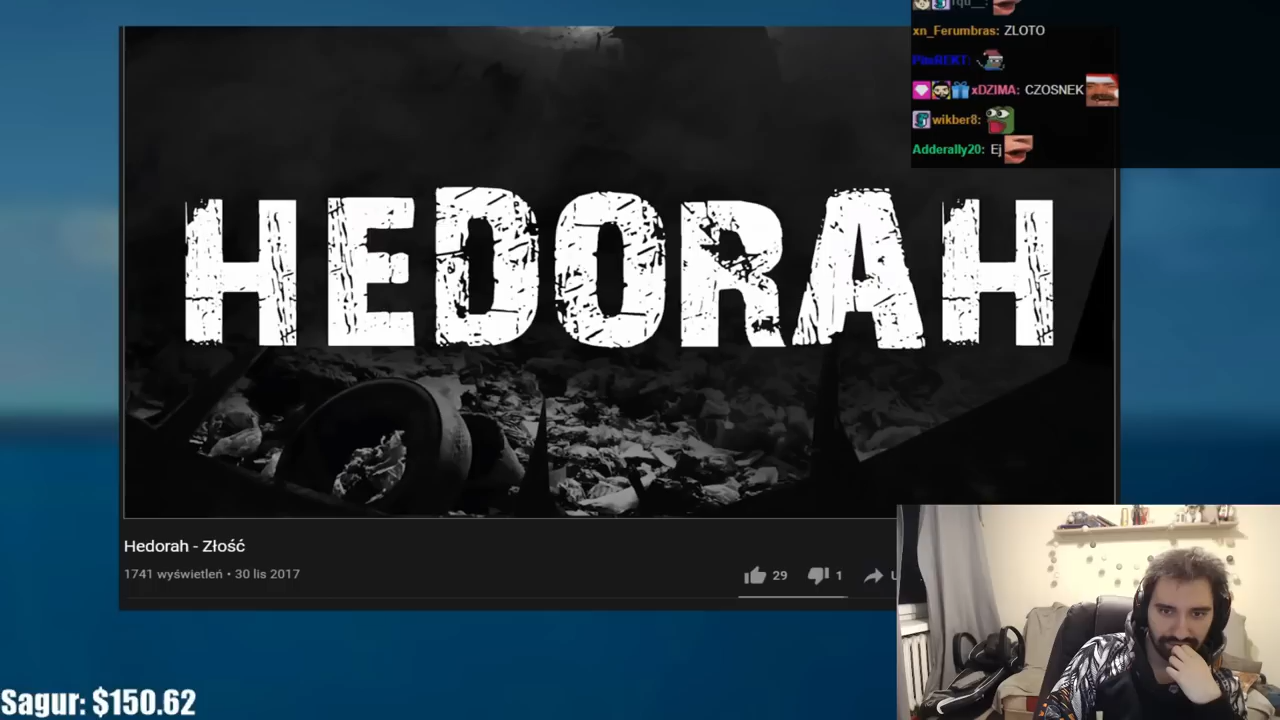 xn_Ferumbras: ZLOTO
xDZIMA: CZOSNEK
wikber8:
Adderally20: Ej
HEDORAH
Hedorah - Złość
1741 wyświetleń • 30 lis 2017
29
1
U
Sagur: $150.62